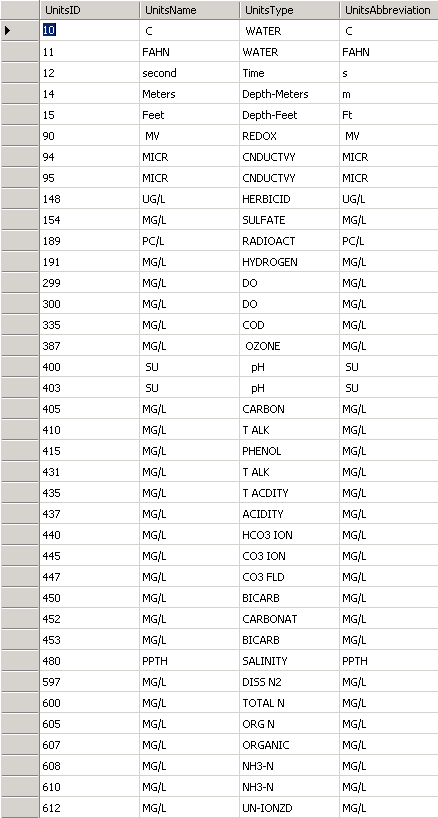 UnitsID UnitsName UnitsType UnitsAbbreviation
10 C WATER C
11 FAHN WATER FAHN
12 second Time s
14 Meters Depth-Meters m
15 Feet Depth-Feet Ft
90 MV REDOX MV
94 MICR CNDUCTVY MICR
95 MICR CNDUCTVY MICR
148 UG/L HERBICID UG/L
154 MG/L SULFATE MG/L
189 PC/L RADIOACT PC/L
191 MG/L HYDROGEN MG/L
299 MG/L DO MG/L
300 MG/L DO MG/L
335 MG/L COD MG/L
387 MG/L OZONE MG/L
400 SU pH SU
403 SU pH SU
405 MG/L CARBON MG/L
410 MG/L T ALK MG/L
415 MG/L PHENOL MG/L
431 MG/L T ALK MG/L
435 MG/L T ACDITY MG/L
437 MG/L ACIDITY MG/L
440 MG/L HCO3 ION MG/L
445 MG/L CO3 ION MG/L
447 MG/L CO3 FLD MG/L
450 MG/L BICARB MG/L
452 MG/L CARBONAT MG/L
453 MG/L BICARB MG/L
480 PPTH SALINITY PPTH
597 MG/L DISS N2 MG/L
600 MG/L TOTAL N MG/L
605 MG/L ORG N MG/L
607 MG/L ORGANIC MG/L
608 MG/L NH3-N MG/L
610 MG/L NH3-N MG/L
612 MG/L UN-IONZD MG/L